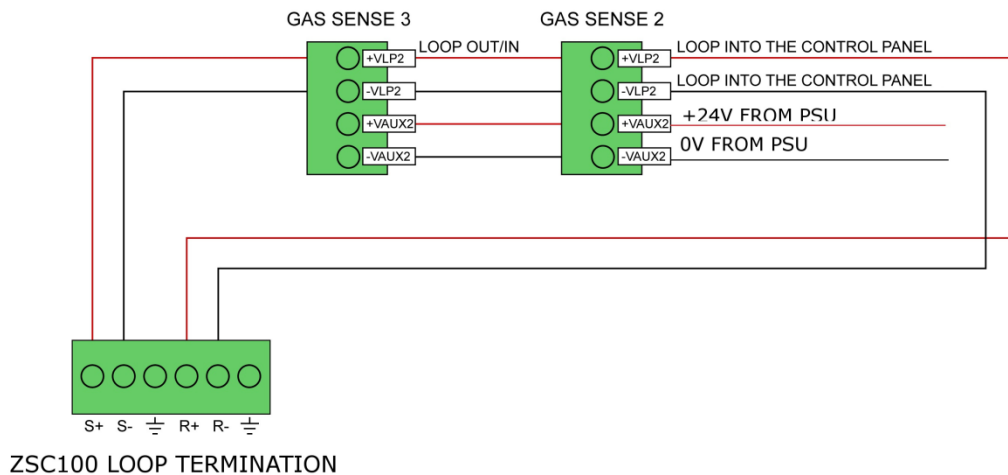 GAS SENSE 3 GAS SENSE 2
+VLP2 LOOP OUT/IN +VLP2 LOOP INTO THE CONTROL PANEL
-VLP2 -VLP2 LOOP INTO THE CONTROL PANEL
+VAUX2 +VAUX2 +24V FROM PSU
-VAUX2 -VAUX2 0V FROM PSU
S+ S- R+ R-
ZSC100 LOOP TERMINATION